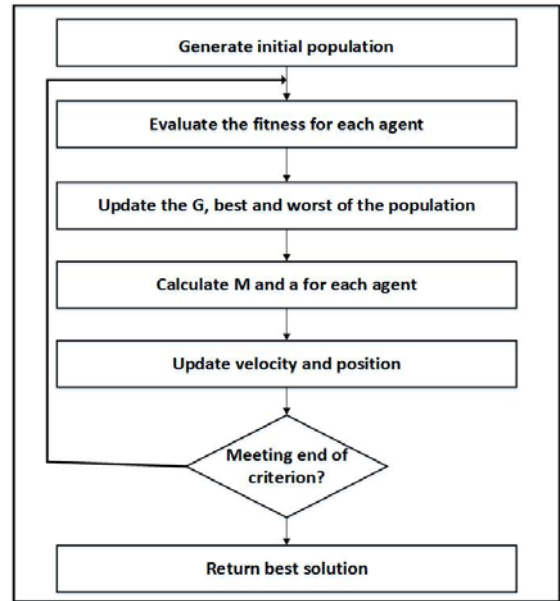 Generate initial population
Evaluate the fitness for each agent
Update the G, best and worst of the population
Calculate M and a for each agent
Update velocity and position
Meeting end of
criterion?
Return best solution